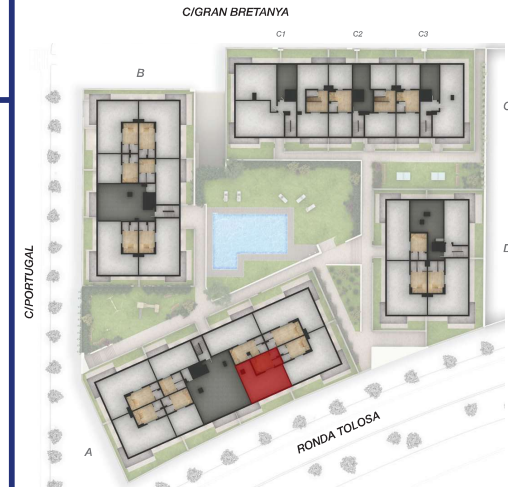 C/GRAN BRETANYA
C1
C2
C3
B
C
C/PORTUGAL
D
A
RONDA TOLOSA